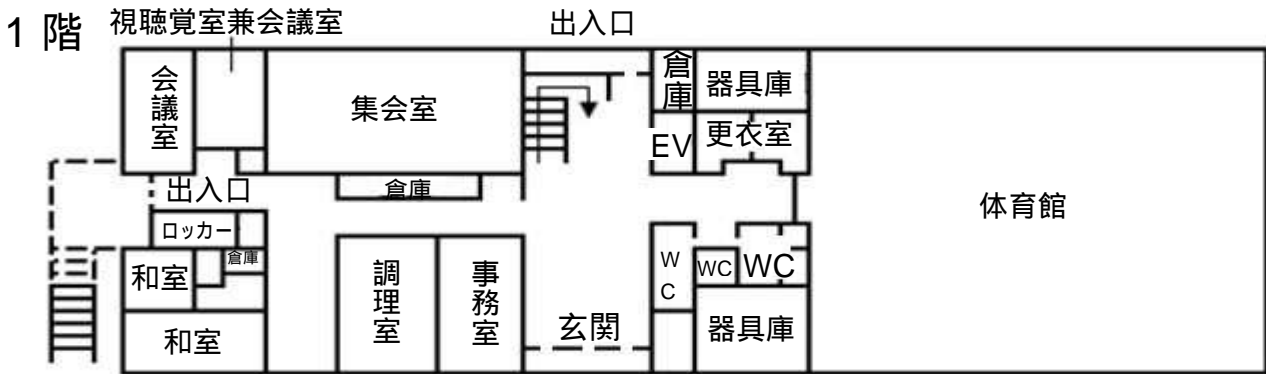 1 階
視聴覚室兼会議室
出入口
会議室
集会室
倉庫
器具庫
EV
更衣室
倉庫
出入口
体育館
ロッカー
倉庫
和室
調理室
事務室
WC
WC
WC
玄関
器具庫
和室